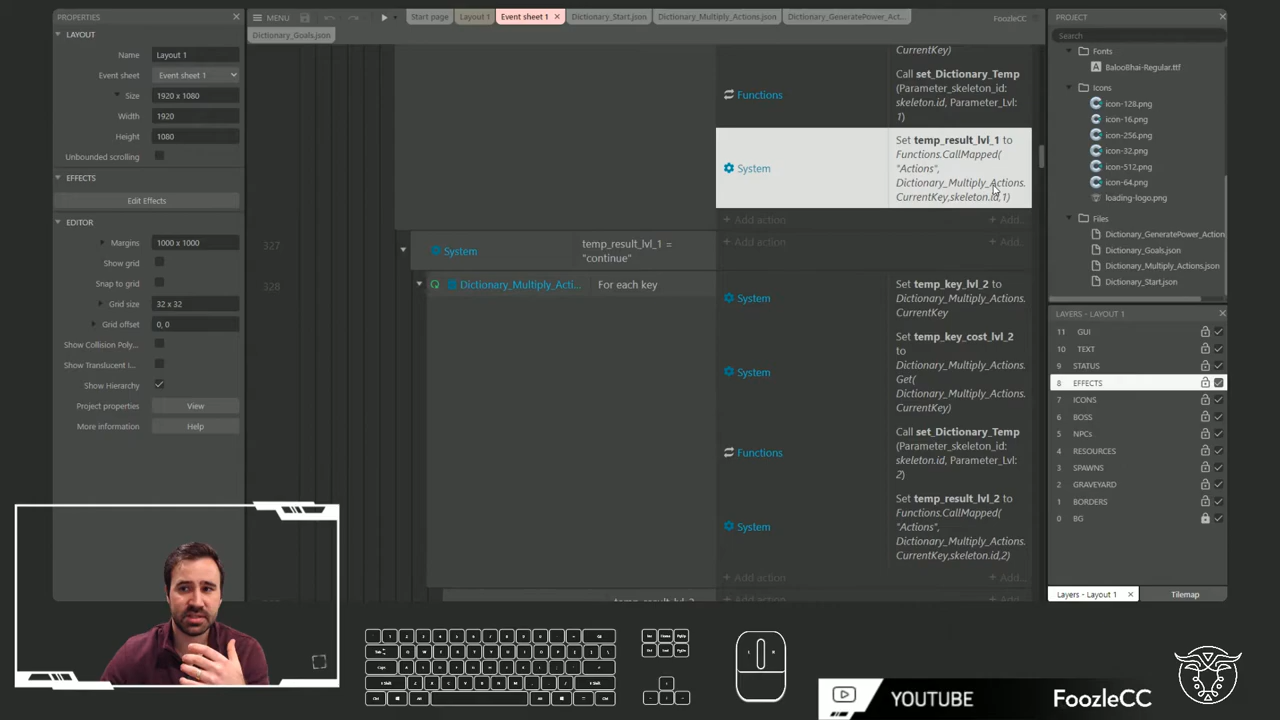 PROPERTIES
LAYOUT
Name Layout 1
Event sheet Event sheet 1
Size 1920 x 1080
Width 1920
Height 1080
Unbounded scrolling
EFFECTS
Edit Effects
EDITOR
Margins 1000 x 1000
Show grid
Snap to grid
Grid size 32 x 32
Grid offset 0, 0
Show Collision Poly...
Show Translucent I...
Show Hierarchy
Project properties View
More information Help
MENU
Start page Layout 1 Event sheet 1 Dictionary_Start.json Dictionary_Multiply_Actions.json Dictionary_GeneratePower_Act... FoozleCC
Dictionary_Goals.json
CurrentKey)
Functions
Call set_Dictionary_Temp
(Parameter_skeleton_id:
skeleton.id, Parameter_Lvl:
1)
System
Set temp_result_lvl_1 to
Functions.CallMapped(
"Actions",
Dictionary_Multiply_Actions.
CurrentKey,skeleton.id,1)
+ Add action + Add...
327
System temp_result_lvl_1 =
"continue"
+ Add action + Add...
328
Dictionary_Multiply_Acti... For each key
System
Set temp_key_lvl_2 to
Dictionary_Multiply_Actions.
CurrentKey
System
Set temp_key_cost_lvl_2
to
Dictionary_Multiply_Actions.
Get(
Dictionary_Multiply_Actions.
CurrentKey)
Functions
Call set_Dictionary_Temp
(Parameter_skeleton_id:
skeleton.id, Parameter_Lvl:
2)
System
Set temp_result_lvl_2 to
Functions.CallMapped(
"Actions",
Dictionary_Multiply_Actions.
CurrentKey,skeleton.id,2)
+ Add action + Add...
PROJECT
Search
Fonts
BalooBhai-Regular.ttf
Icons
icon-128.png
icon-16.png
icon-256.png
icon-32.png
icon-512.png
icon-64.png
loading-logo.png
Files
Dictionary_GeneratePower_Action
Dictionary_Goals.json
Dictionary_Multiply_Actions.json
Dictionary_Start.json
LAYERS - LAYOUT 1
11 GUI
10 TEXT
9 STATUS
8 EFFECTS
7 ICONS
6 BOSS
5 NPCs
4 RESOURCES
3 SPAWNS
2 GRAVEYARD
1 BORDERS
0 BG
Layers - Layout 1 Tilemap
YOUTUBE FoozleCC